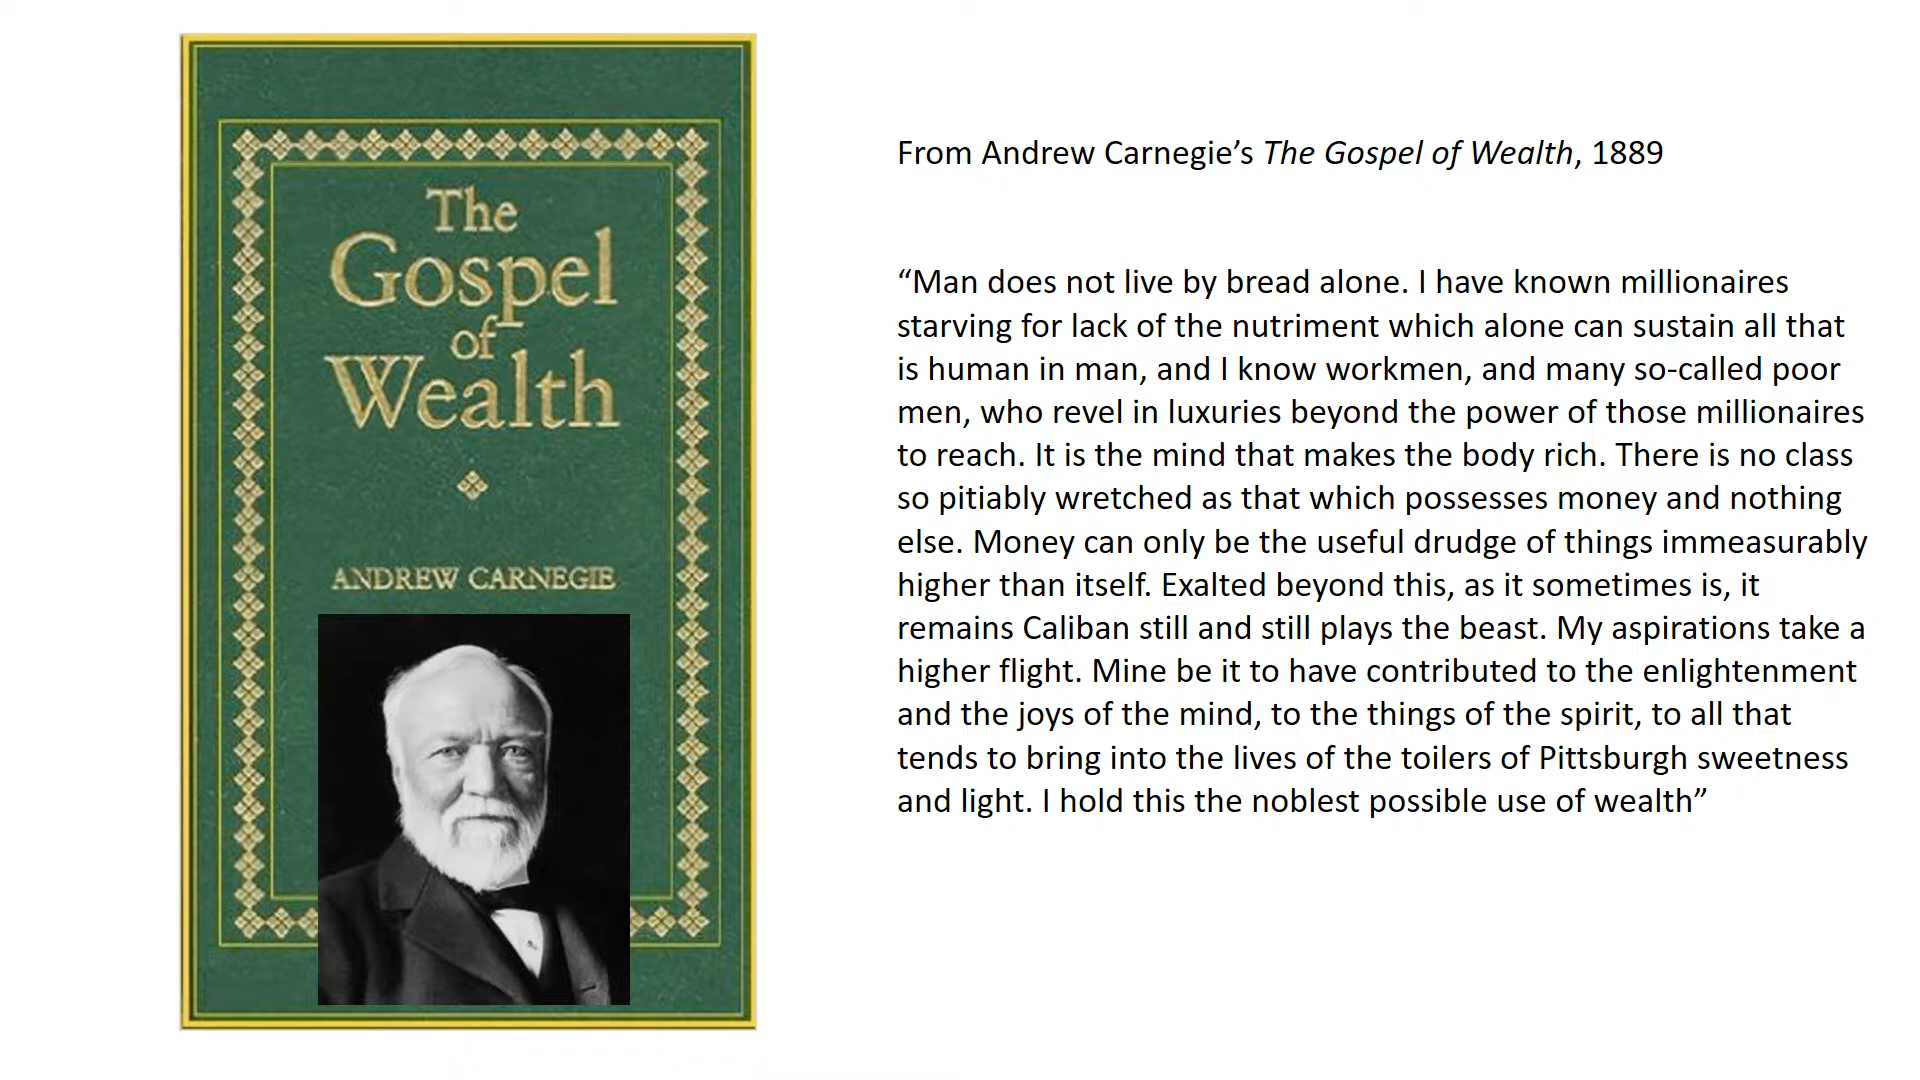 The
Gospel
of
Wealth
ANDREW CARNEGIE
From Andrew Carnegie’s The Gospel of Wealth, 1889
“Man does not live by bread alone. I have known millionaires
starving for lack of the nutriment which alone can sustain all that
is human in man, and I know workmen, and many so-called poor
men, who revel in luxuries beyond the power of those millionaires
to reach. It is the mind that makes the body rich. There is no class
so pitiably wretched as that which possesses money and nothing
else. Money can only be the useful drudge of things immeasurably
higher than itself. Exalted beyond this, as it sometimes is, it
remains Caliban still and still plays the beast. My aspirations take a
higher flight. Mine be it to have contributed to the enlightenment
and the joys of the mind, to the things of the spirit, to all that
tends to bring into the lives of the toilers of Pittsburgh sweetness
and light. I hold this the noblest possible use of wealth”